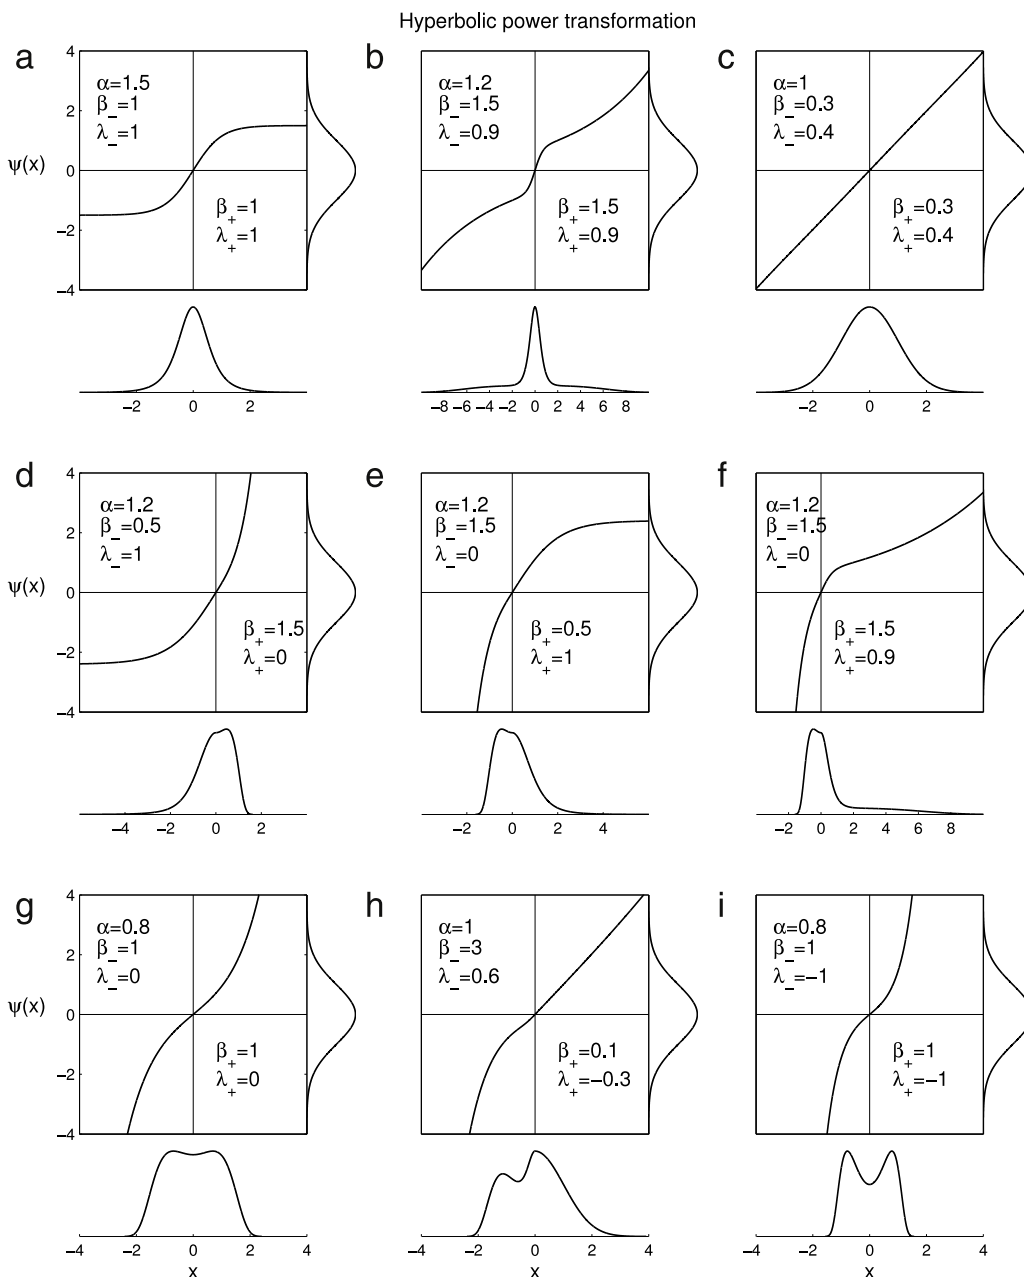 Hyperbolic power transformation
a
b
c
4
2
0
−2
−4
ψ(x)
α=1.5
β_=1
λ_=1
β+=1
λ+=1
α=1.2
β_=1.5
λ_=0.9
β+=1.5
λ+=0.9
α=1
β_=0.3
λ_=0.4
β+=0.3
λ+=0.4
−2 0 2
−8 −6 −4 −2 0 2 4 6 8
−2 0 2
d
e
f
4
2
0
−2
−4
ψ(x)
α=1.2
β_=0.5
λ_=1
β+=1.5
λ+=0
α=1.2
β_=1.5
λ_=0
β+=0.5
λ+=1
α=1.2
β_=1.5
λ_=0
β+=1.5
λ+=0.9
−4 −2 0 2
−2 0 2 4
−2 0 2 4 6 8
g
h
i
4
2
0
−2
−4
ψ(x)
α=0.8
β_=1
λ_=0
β+=1
λ+=0
α=1
β_=3
λ_=0.6
β+=0.1
λ+=−0.3
α=0.8
β_=1
λ_=−1
β+=1
λ+=−1
−4 −2 0 2 4
−2 0 2 4
−2 0 2 4
x
x
x